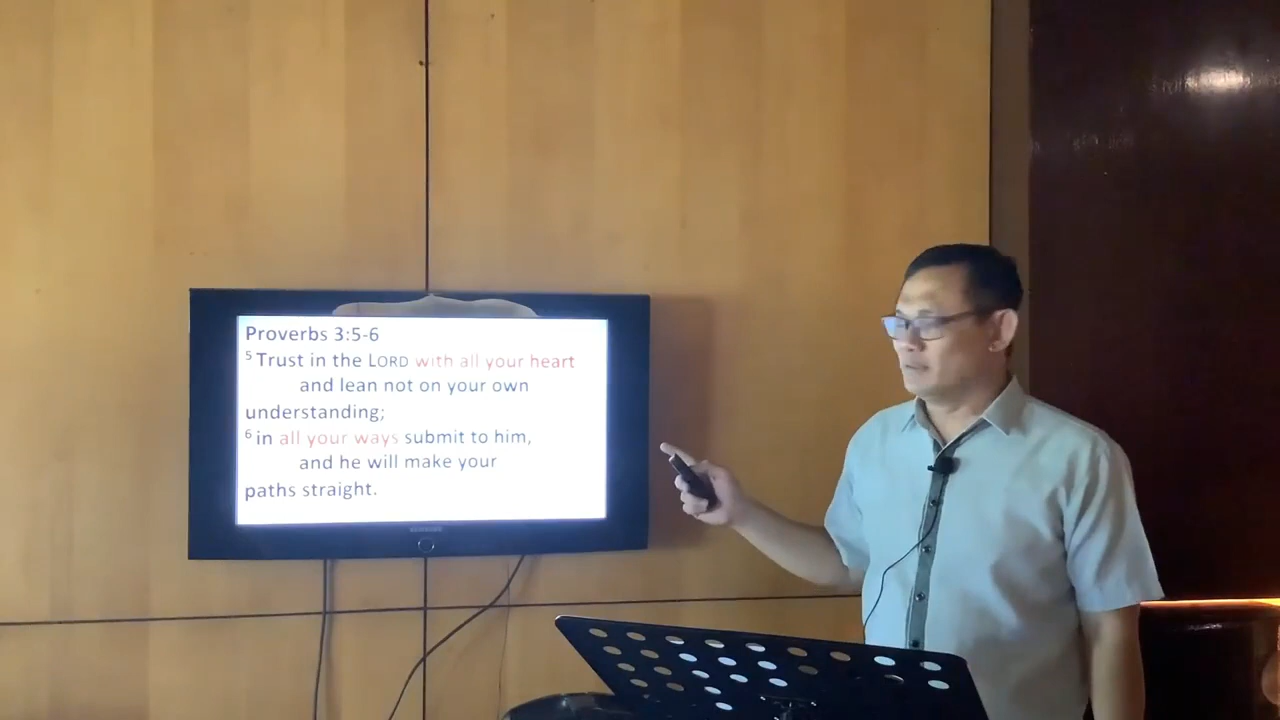 Proverbs 3:5-6
5 Trust in the LORD with all your heart
and lean not on your own
understanding;
6 in all your ways submit to him,
and he will make your
paths straight.
SAMSUNG